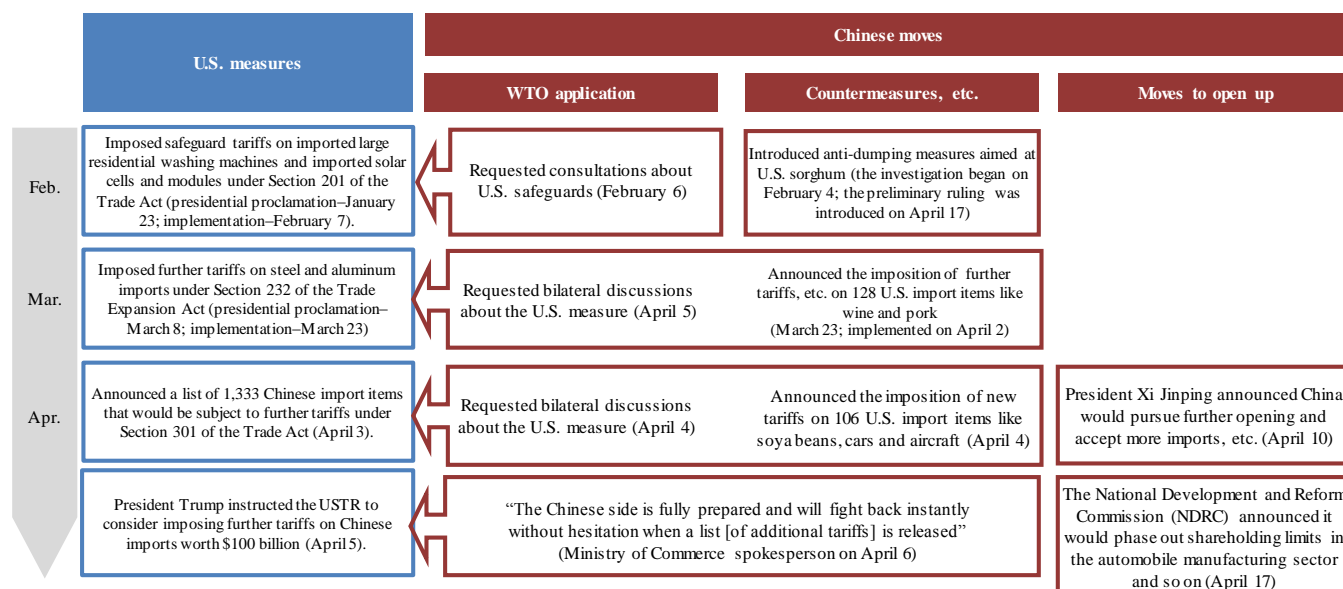 U.S. measures
Chinese moves
WTO application
Countermeasures, etc.
Moves to open up
Feb.
Imposed safeguard tariffs on imported large
residential washing machines and imported solar
cells and modules under Section 201 of the
Trade Act (presidential proclamation–January
23; implementation–February 7).
Requested consultations about
U.S. safeguards (February 6)
Introduced anti-dumping measures aimed at
U.S. sorghum (the investigation began on
February 4; the preliminary ruling was
introduced on April 17)
Mar.
Imposed further tariffs on steel and aluminum
imports under Section 232 of the Trade
Expansion Act (presidential proclamation–
March 8; implementation–March 23)
Requested bilateral discussions
about the U.S. measure (April 5)
Announced the imposition of further
tariffs, etc. on 128 U.S. import items like
wine and pork
(March 23; implemented on April 2)
Apr.
Announced a list of 1,333 Chinese import items
that would be subject to further tariffs under
Section 301 of the Trade Act (April 3).
Requested bilateral discussions
about the U.S. measure (April 4)
Announced the imposition of new
tariffs on 106 U.S. import items like
soya beans, cars and aircraft (April 4)
President Xi Jinping announced China
would pursue further opening and
accept more imports, etc. (April 10)
President Trump instructed the USTR to
consider imposing further tariffs on Chinese
imports worth $100 billion (April 5).
“The Chinese side is fully prepared and will fight back instantly
without hesitation when a list [of additional tariffs] is released”
(Ministry of Commerce spokesperson on April 6)
The National Development and Reform
Commission (NDRC) announced it
would phase out shareholding limits in
the automobile manufacturing sector
and so on (April 17)